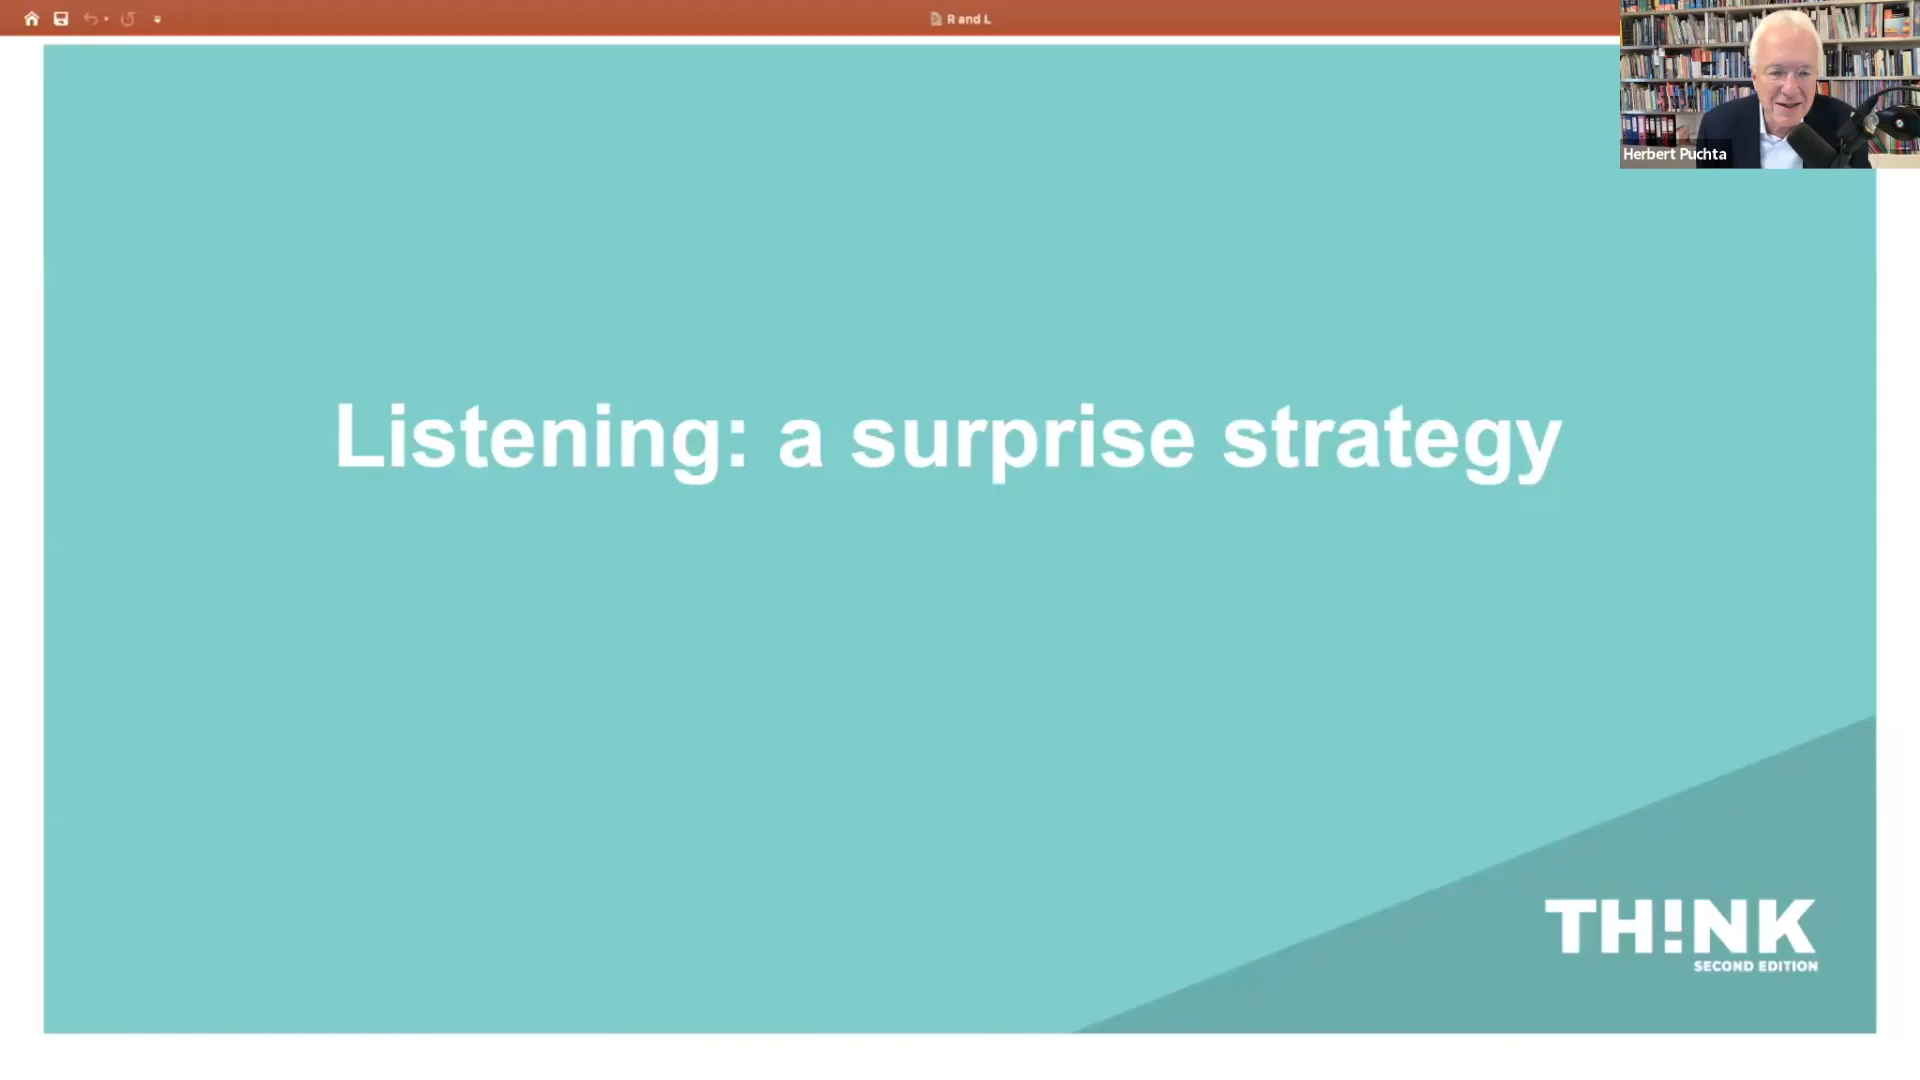 R and L
Herbert Puchta
Listening: a surprise strategy
TH!NK
SECOND EDITION